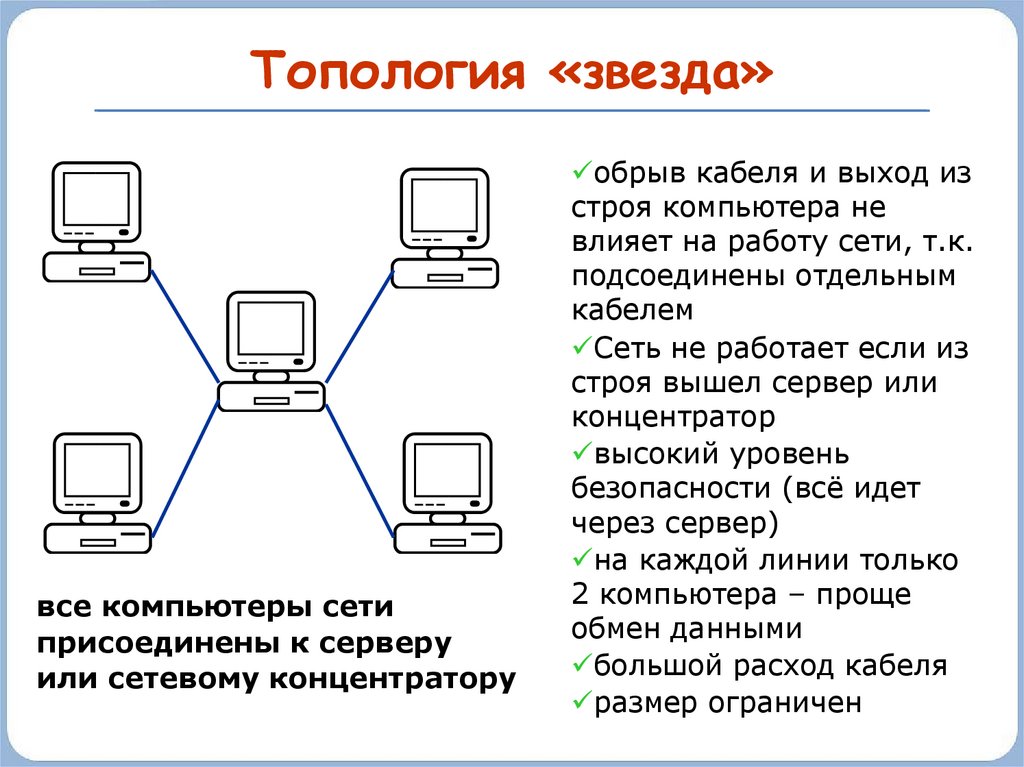 Топология «звезда»
все компьютеры сети
присоединены к серверу
или сетевому концентратору
✓обрыв кабеля и выход из
строя компьютера не
влияет на работу сети, т.к.
подсоединены отдельным
кабелем
✓Сеть не работает если из
строя вышел сервер или
концентратор
✓высокий уровень
безопасности (всё идет
через сервер)
✓на каждой линии только
2 компьютера – проще
обмен данными
✓большой расход кабеля
✓размер ограничен